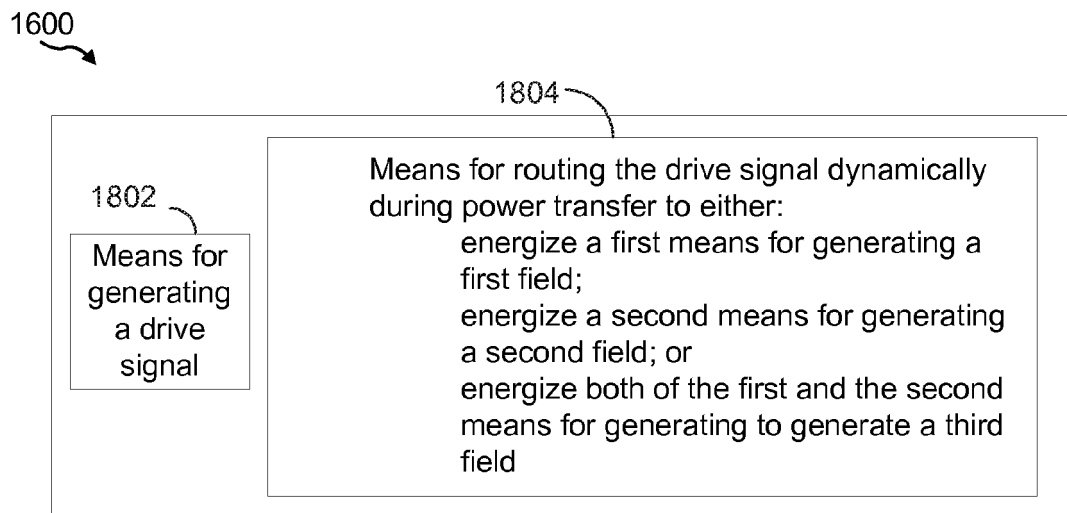 1600
1804
1802
Means for
generating
a drive
signal
Means for routing the drive signal dynamically
during power transfer to either:
energize a first means for generating a
first field;
energize a second means for generating
a second field; or
energize both of the first and the second
means for generating to generate a third
field